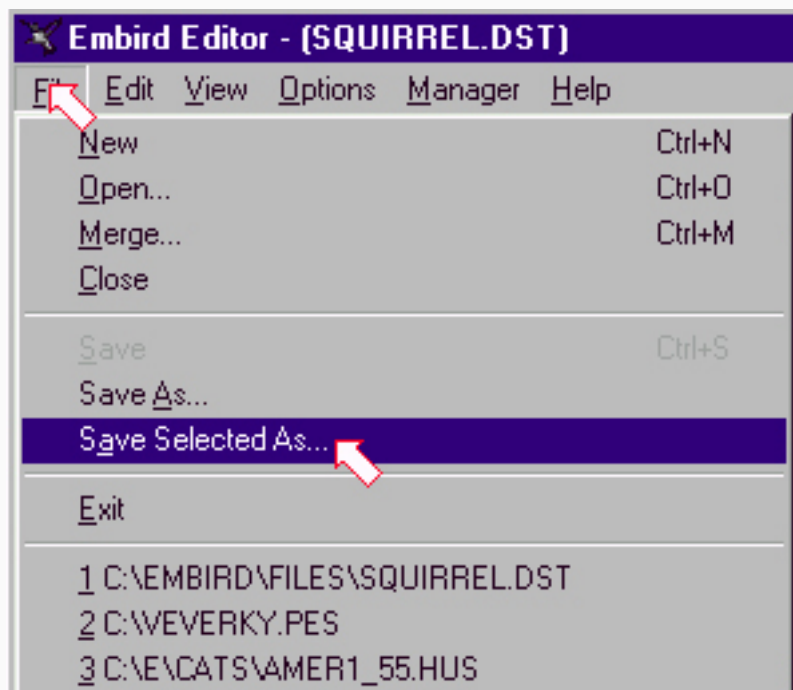 Embird Editor - (SQUIRREL.DST)
Edit View Options Manager Help
New Ctrl+N
Open... Ctrl+O
Merge... Ctrl+M
Close
Save Ctrl+S
Save As...
Save Selected As...
Exit
1 C:\EMBIRD\FILES\SQUIRREL.DST
2 C:\VEVERKY.PES
3 C:\E\CATS\AMER1_55.HUS